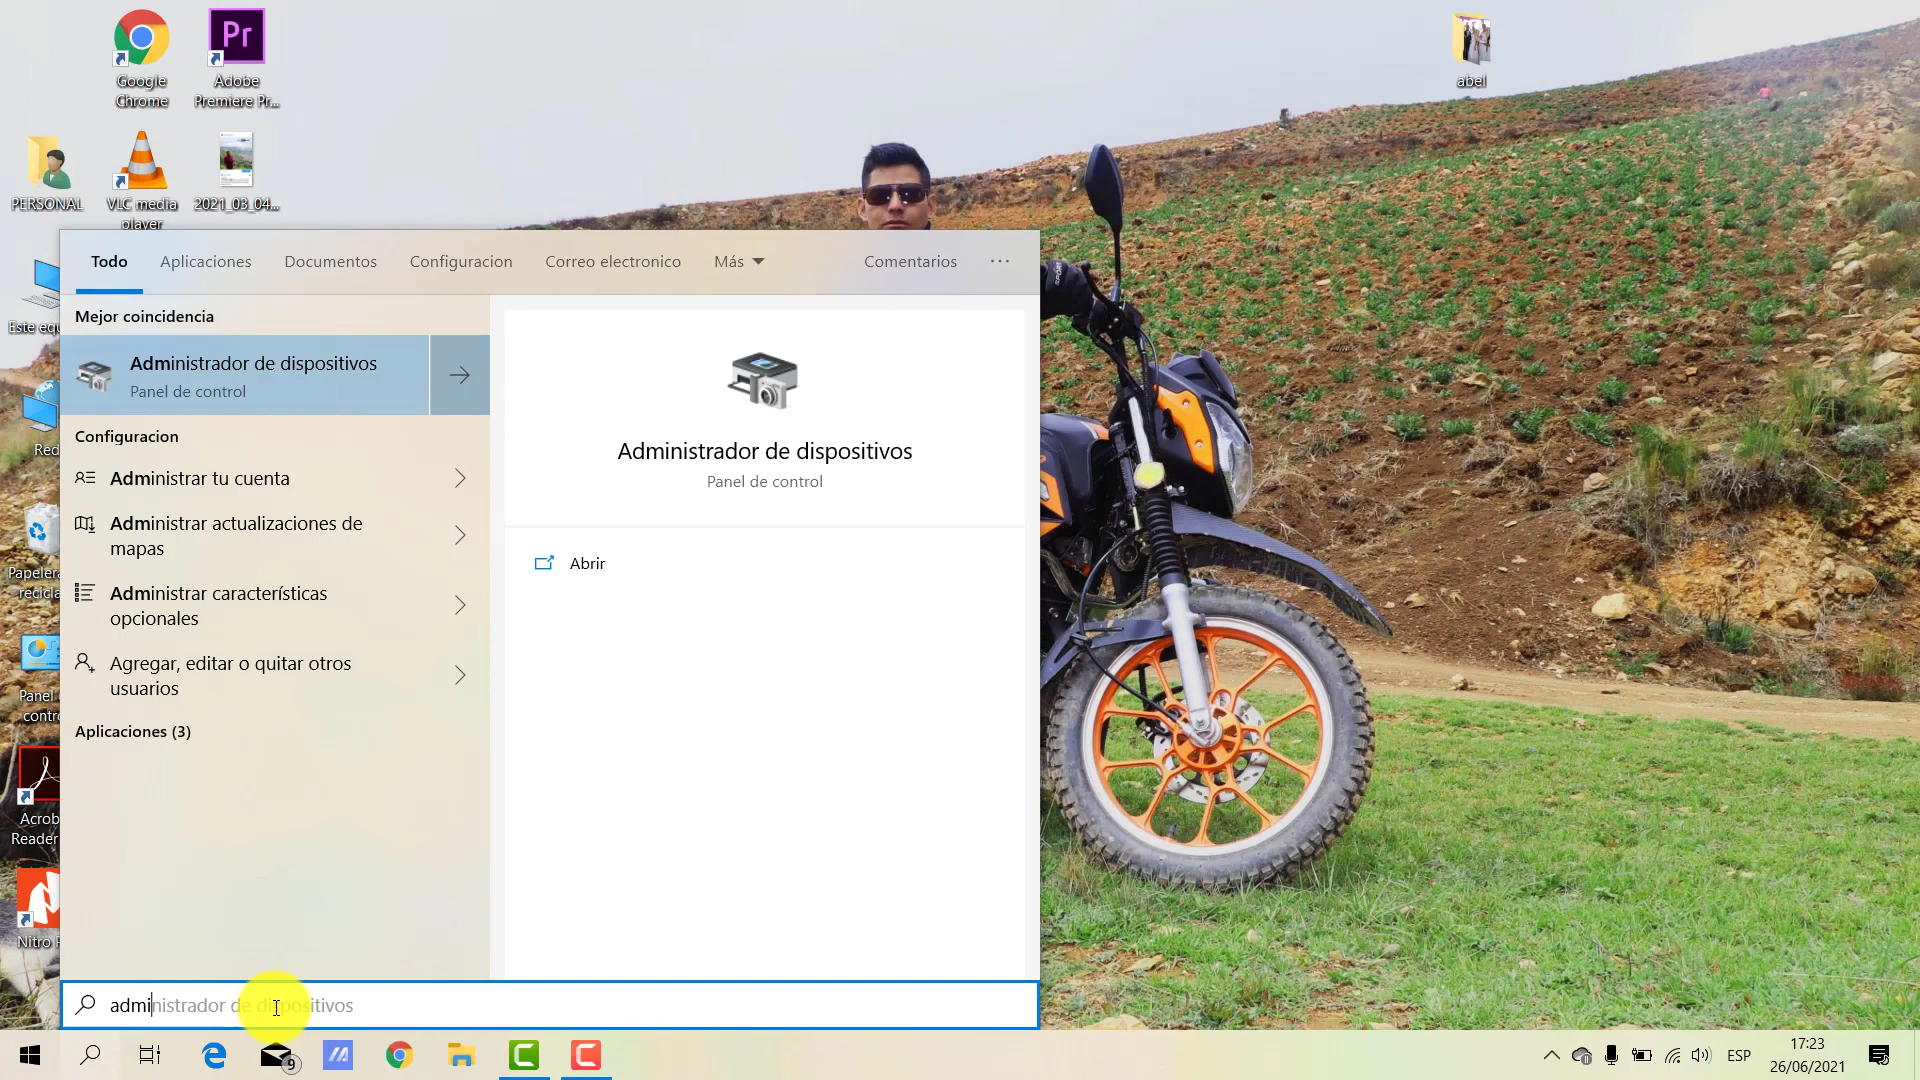 Google
Chrome
Pr
Adobe
Premiere Pr...
abel
PERSONAL
VLC media
player
2021_03_04...
Todo
Aplicaciones
Documentos
Configuracion
Correo electronico
Más
Comentarios
...
Mejor coincidencia
Administrador de dispositivos
Panel de control
Configuracion
Administrar tu cuenta
Administrar actualizaciones de
mapas
Administrar características
opcionales
Agregar, editar o quitar otros
usuarios
Aplicaciones (3)
Administrador de dispositivos
Panel de control
Abrir
Este equ
Red
Papelera
recicla
Panel
contro
Acrob
Reader
Nitro P
administrador de dispositivos
9
ESP
17:23
26/06/2021